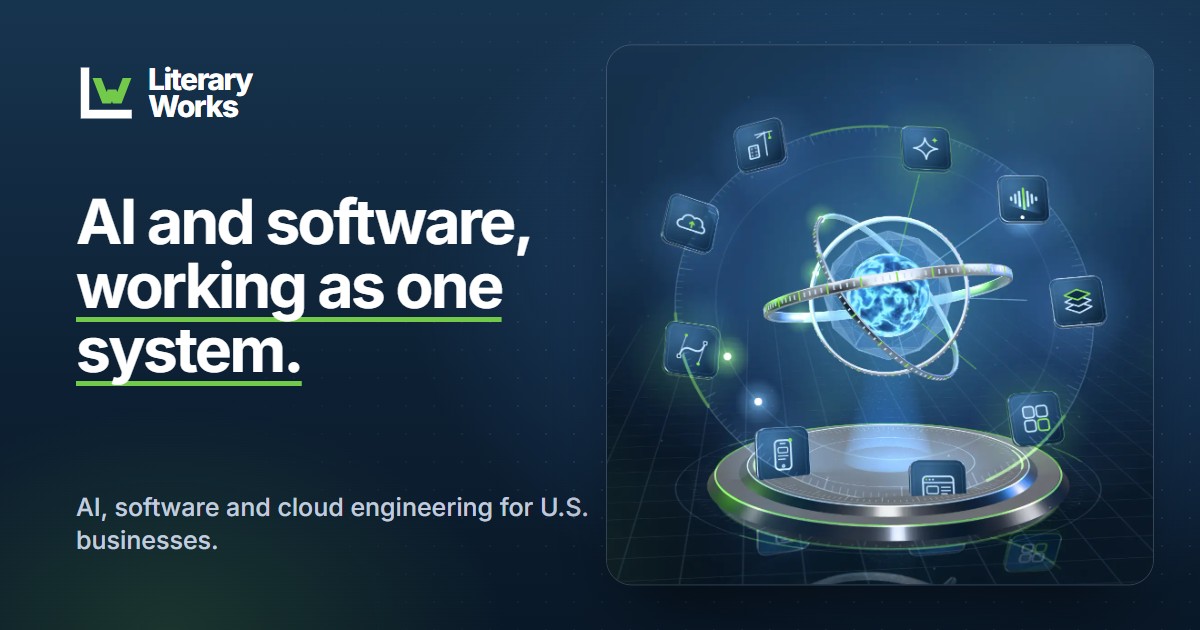 Literary
Works
AI and software,
working as one
system.
AI, software and cloud engineering for U.S.
businesses.